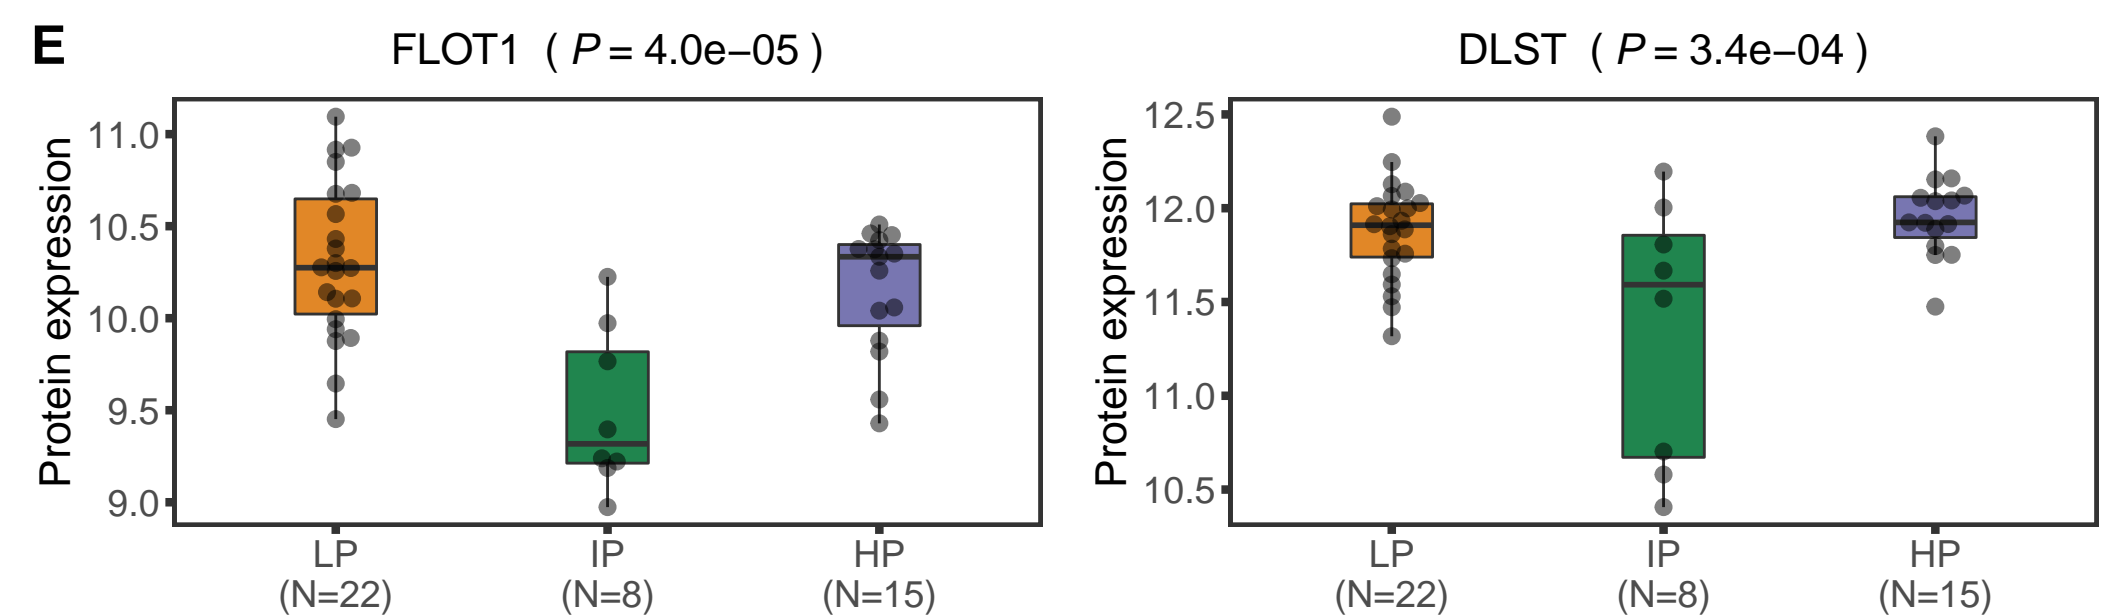 E
FLOT1 ( P = 4.0e−05 )
Protein expression
11.0
10.5
10.0
9.5
9.0
LP
(N=22)
IP
(N=8)
HP
(N=15)
DLST ( P = 3.4e−04 )
Protein expression
12.5
12.0
11.5
11.0
10.5
LP
(N=22)
IP
(N=8)
HP
(N=15)